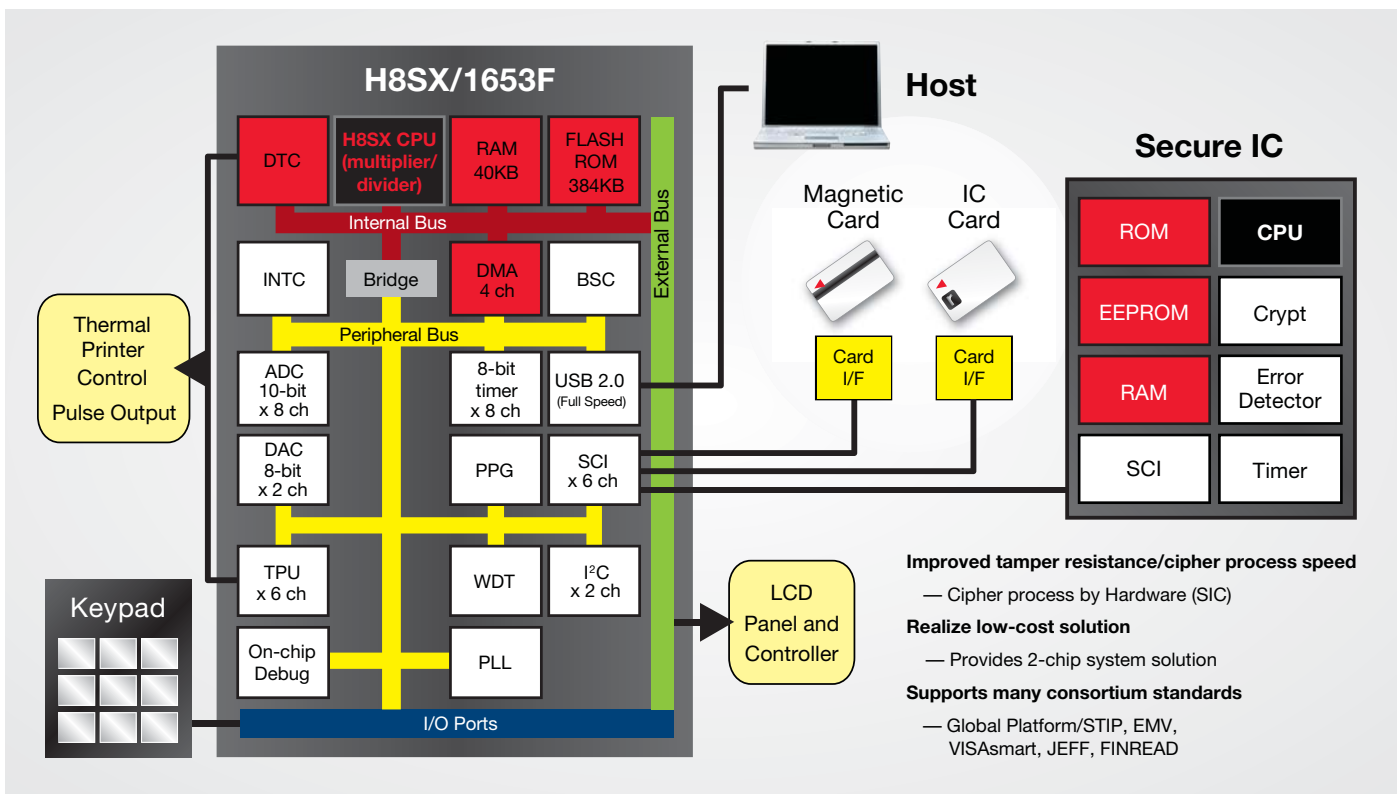 H8SX/1653F
DTC
H8SX CPU
(multiplier/
divider)
RAM
40KB
FLASH
ROM
384KB
Internal Bus
External Bus
INTC
Bridge
DMA
4 ch
BSC
Peripheral Bus
ADC
10-bit
x 8 ch
8-bit
timer
x 8 ch
USB 2.0
(Full Speed)
DAC
8-bit
x 2 ch
PPG
SCI
x 6 ch
TPU
x 6 ch
WDT
I²C
x 2 ch
On-chip
Debug
PLL
I/O Ports
Thermal
Printer
Control
Pulse Output
Keypad
Host
Magnetic
Card
IC
Card
Card
I/F
Card
I/F
LCD
Panel and
Controller
Secure IC
ROM
CPU
EEPROM
Crypt
RAM
Error
Detector
SCI
Timer
Improved tamper resistance/cipher process speed
— Cipher process by Hardware (SIC)
Realize low-cost solution
— Provides 2-chip system solution
Supports many consortium standards
— Global Platform/STIP, EMV,
VISAsmart, JEFF, FINREAD